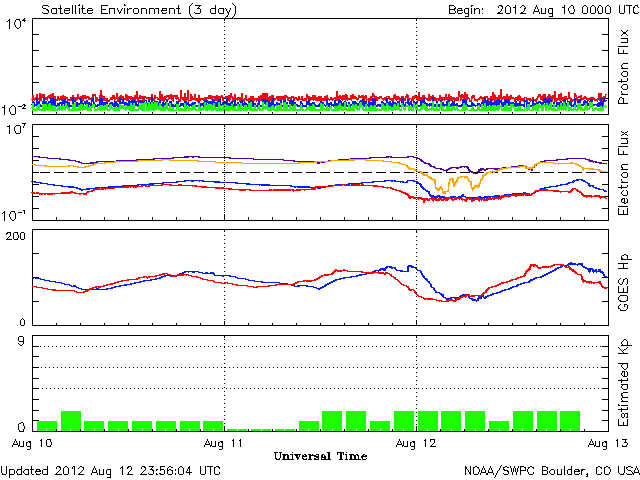 Satellite Environment (3 day) Begin: 2012 Aug 10 0000 UTC
10^4
10^-2
Proton Flux
10^7
10^-1
Electron Flux
200
0
GOES Hp
9
0
Estimated Kp
Aug 10 Aug 11 Aug 12 Aug 13
Universal Time
Updated 2012 Aug 12 23:56:04 UTC NOAA/SWPC Boulder, CO USA